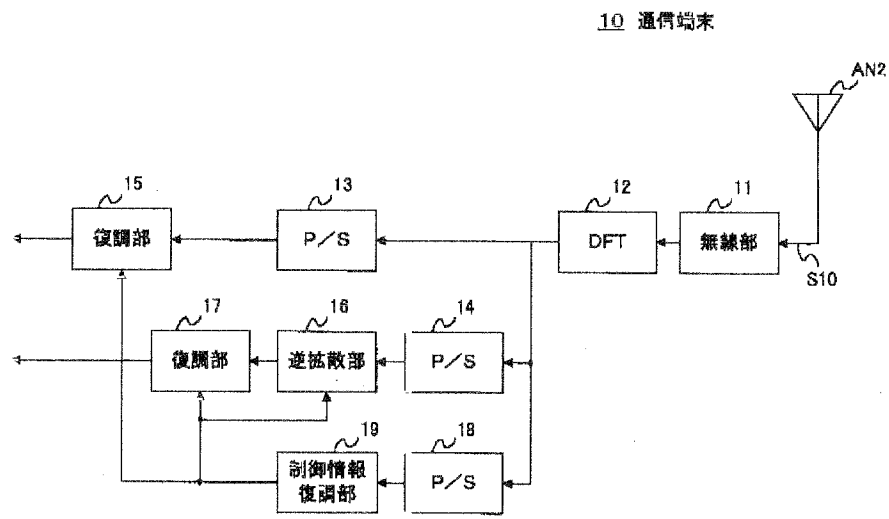 10 通信端末
AN2
15
13
12
11
復調部
P/S
DFT
無線部
S10
17
16
14
復調部
逆拡散部
P/S
19
18
制御情報
復調部
P/S